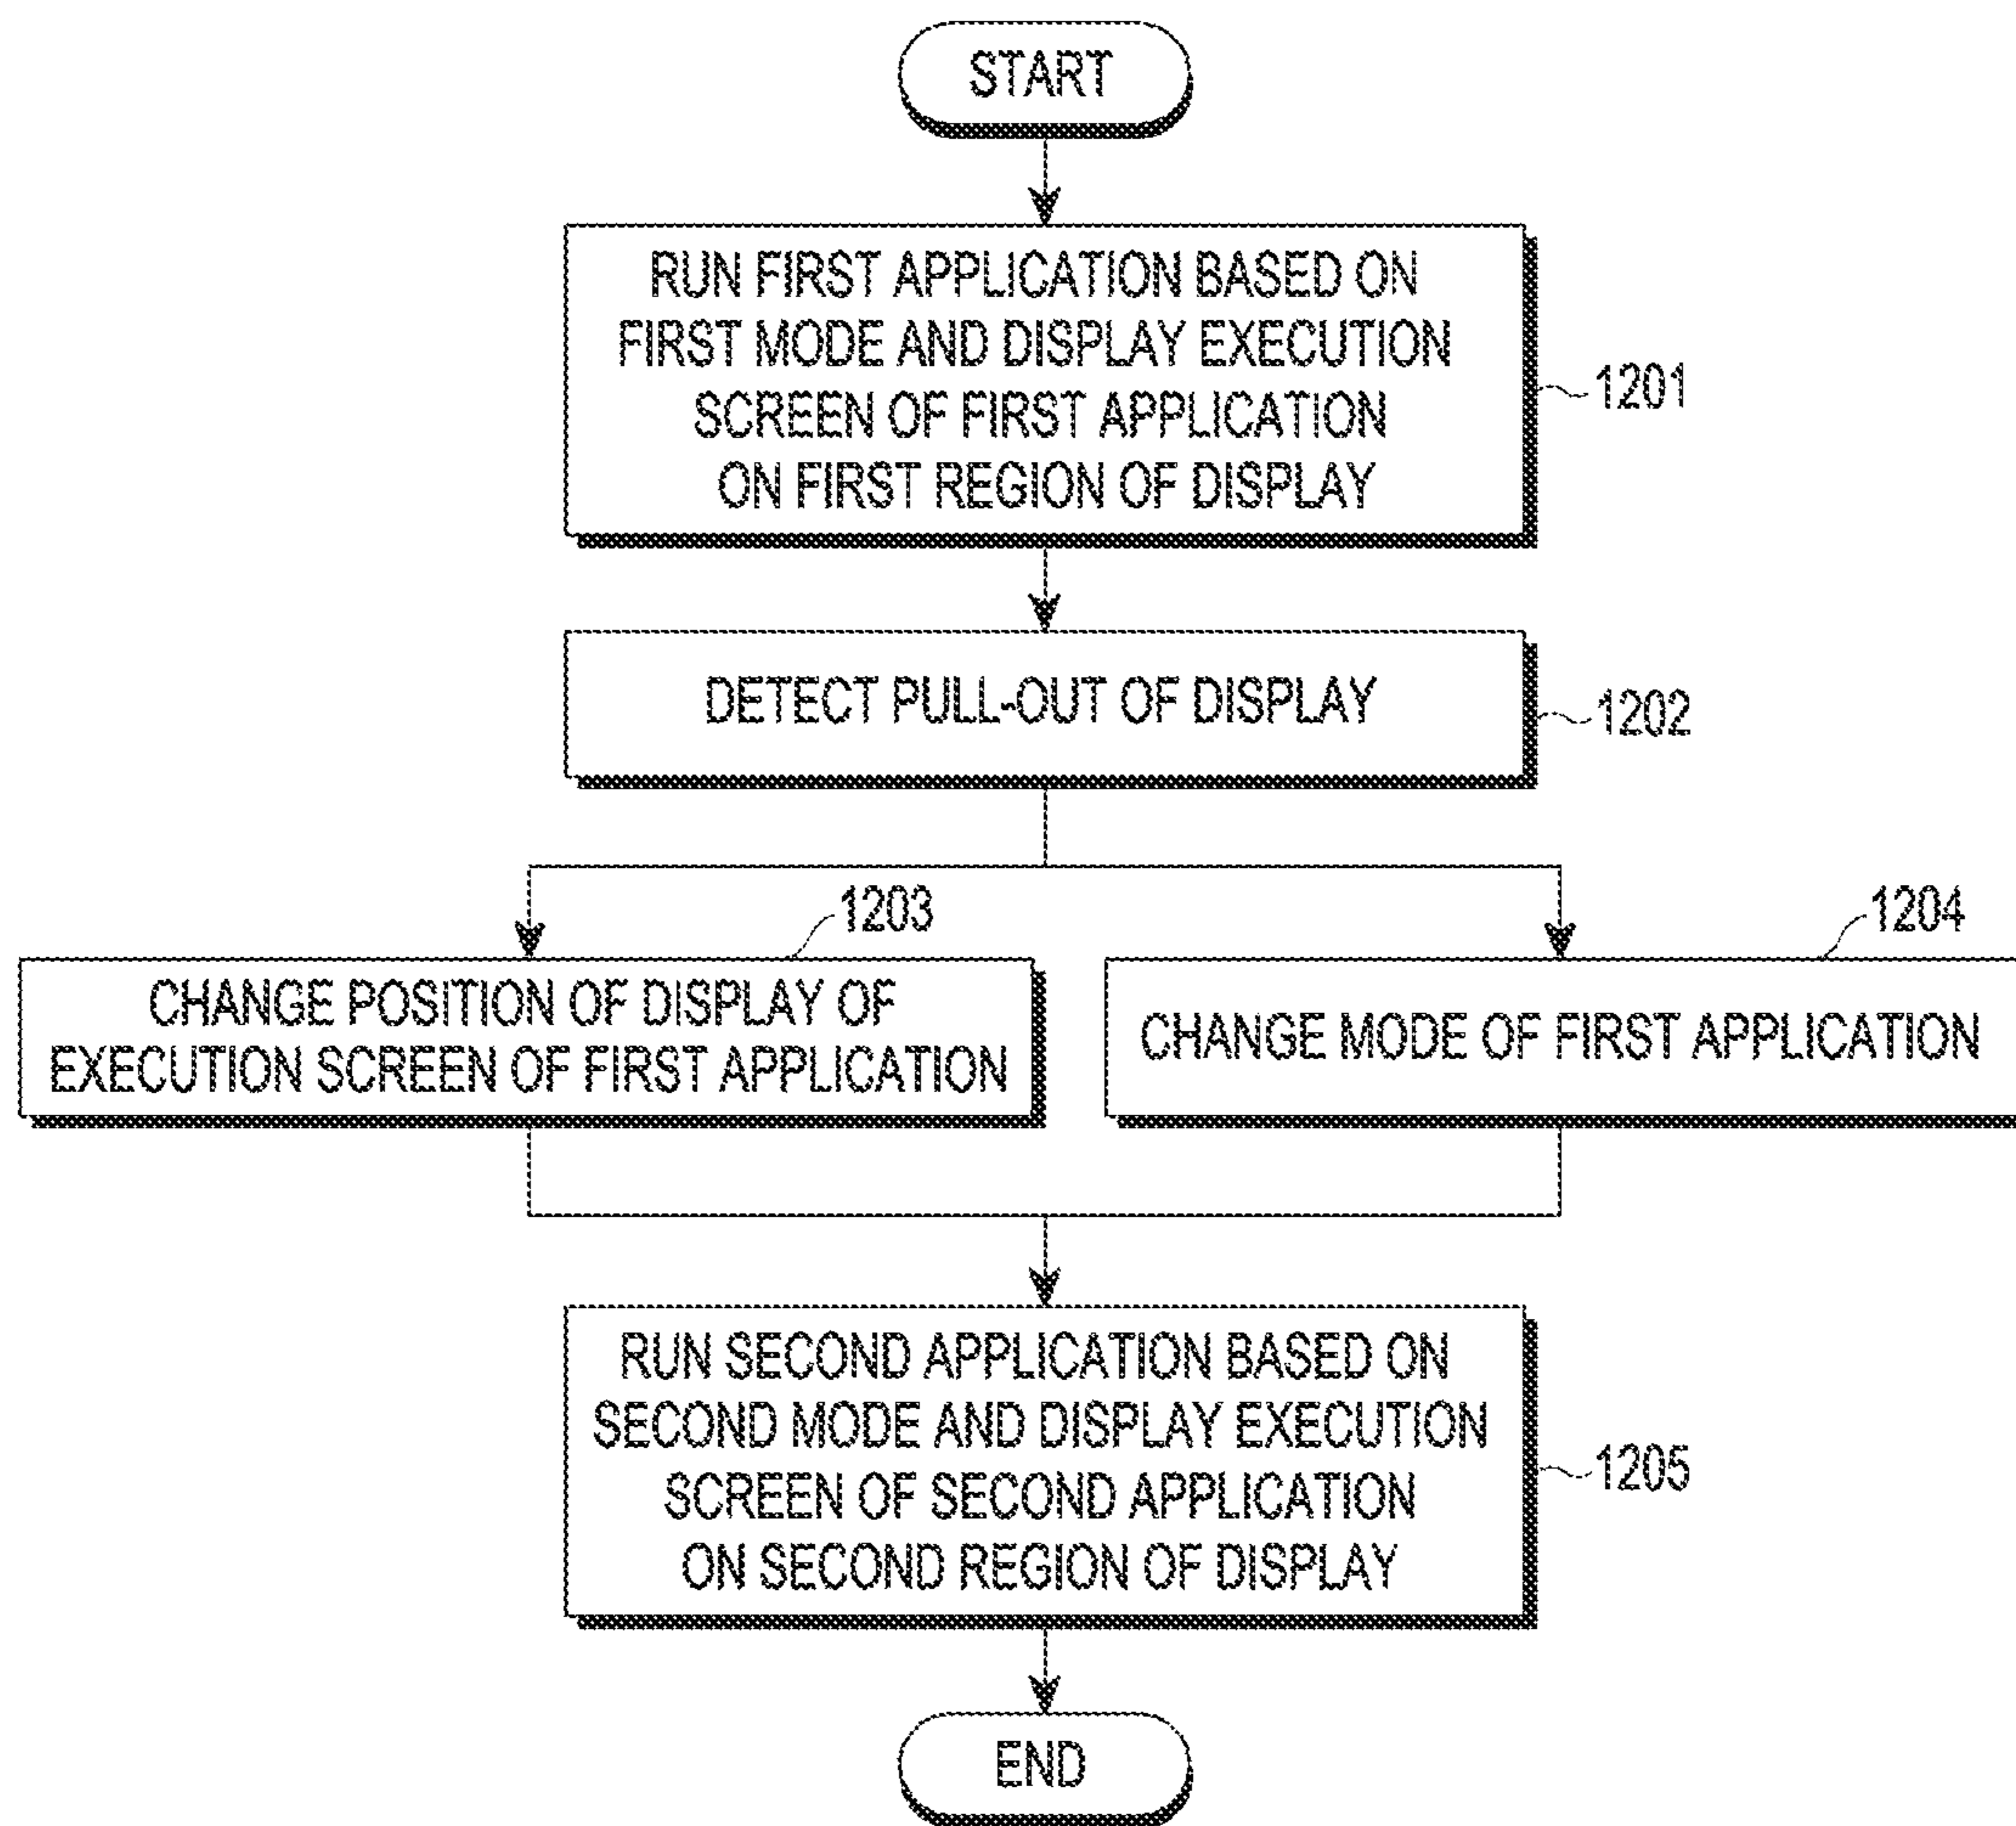 START
RUN FIRST APPLICATION BASED ON
FIRST MODE AND DISPLAY EXECUTION
SCREEN OF FIRST APPLICATION
ON FIRST REGION OF DISPLAY
1201
DETECT PULL-OUT OF DISPLAY
1202
1203
CHANGE POSITION OF DISPLAY OF
EXECUTION SCREEN OF FIRST APPLICATION
1204
CHANGE MODE OF FIRST APPLICATION
RUN SECOND APPLICATION BASED ON
SECOND MODE AND DISPLAY EXECUTION
SCREEN OF SECOND APPLICATION
ON SECOND REGION OF DISPLAY
1205
END